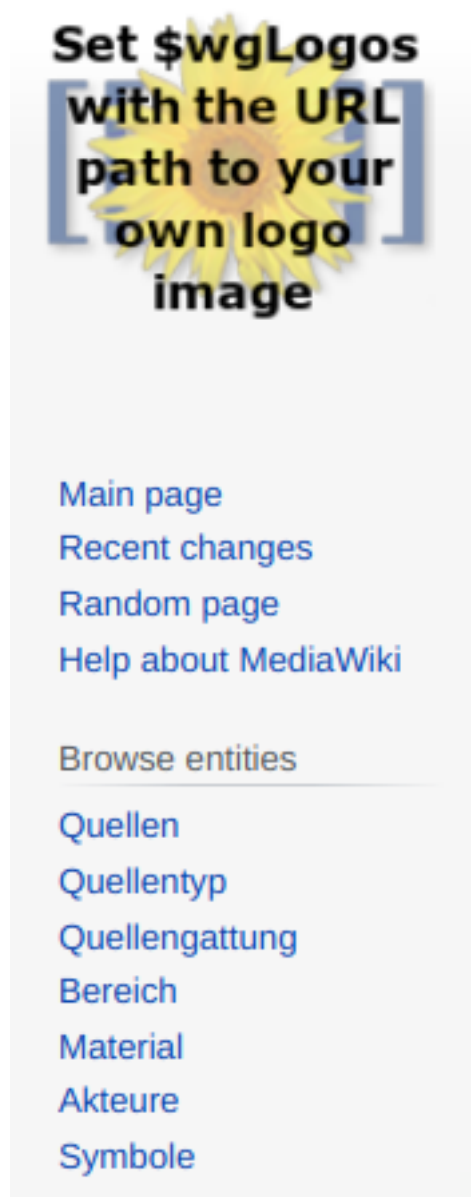 Set $wgLogos
with the URL
path to your
own logo
image
Main page
Recent changes
Random page
Help about MediaWiki
Browse entities
Quellen
Quellentyp
Quellengattung
Bereich
Material
Akteure
Symbole